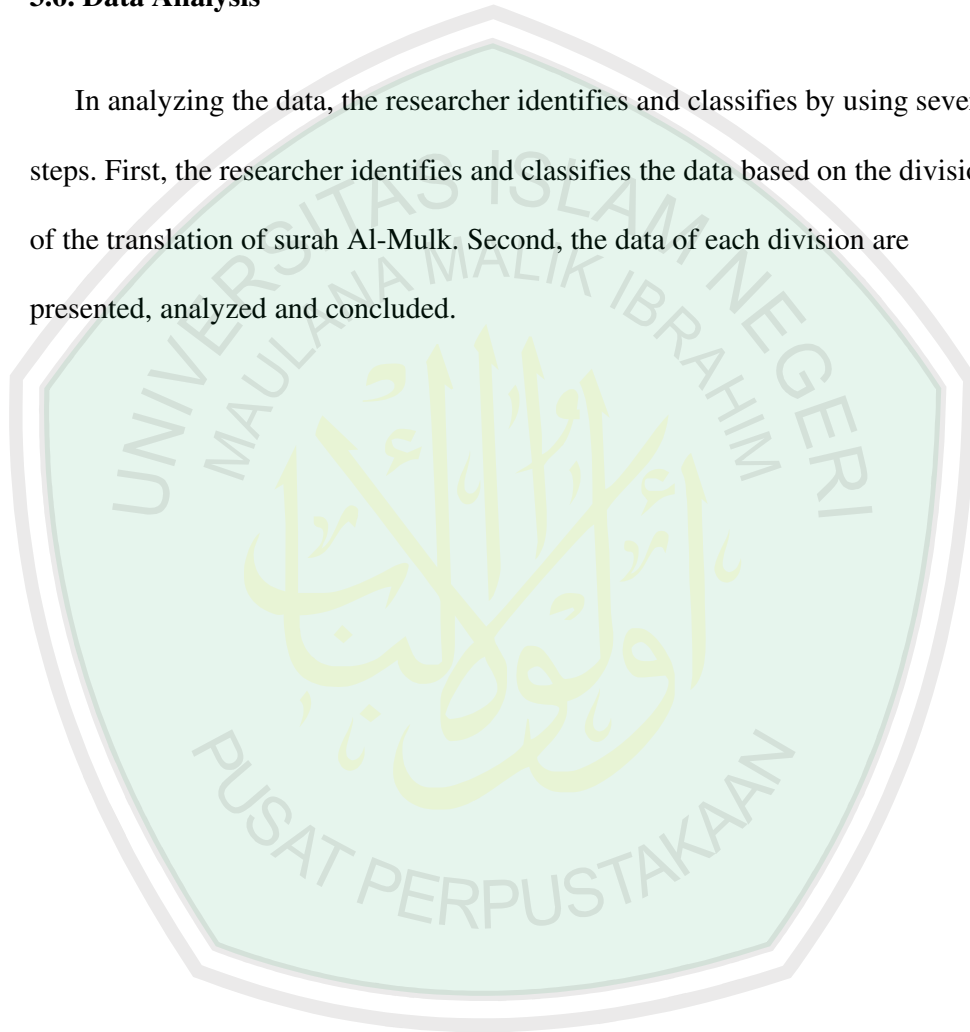 In analyzing the data, the researcher identifies and classifies by using
steps. First, the researcher identifies and classifies the data based on the
of the translation of surah Al-Mulk. Second, the data of each division are
presented, analyzed and concluded.
UNIVERSITAS ISLAM NEGERI
MAULANA MALIK IBRAHIM
PUSAT PERPUSTAKAAN